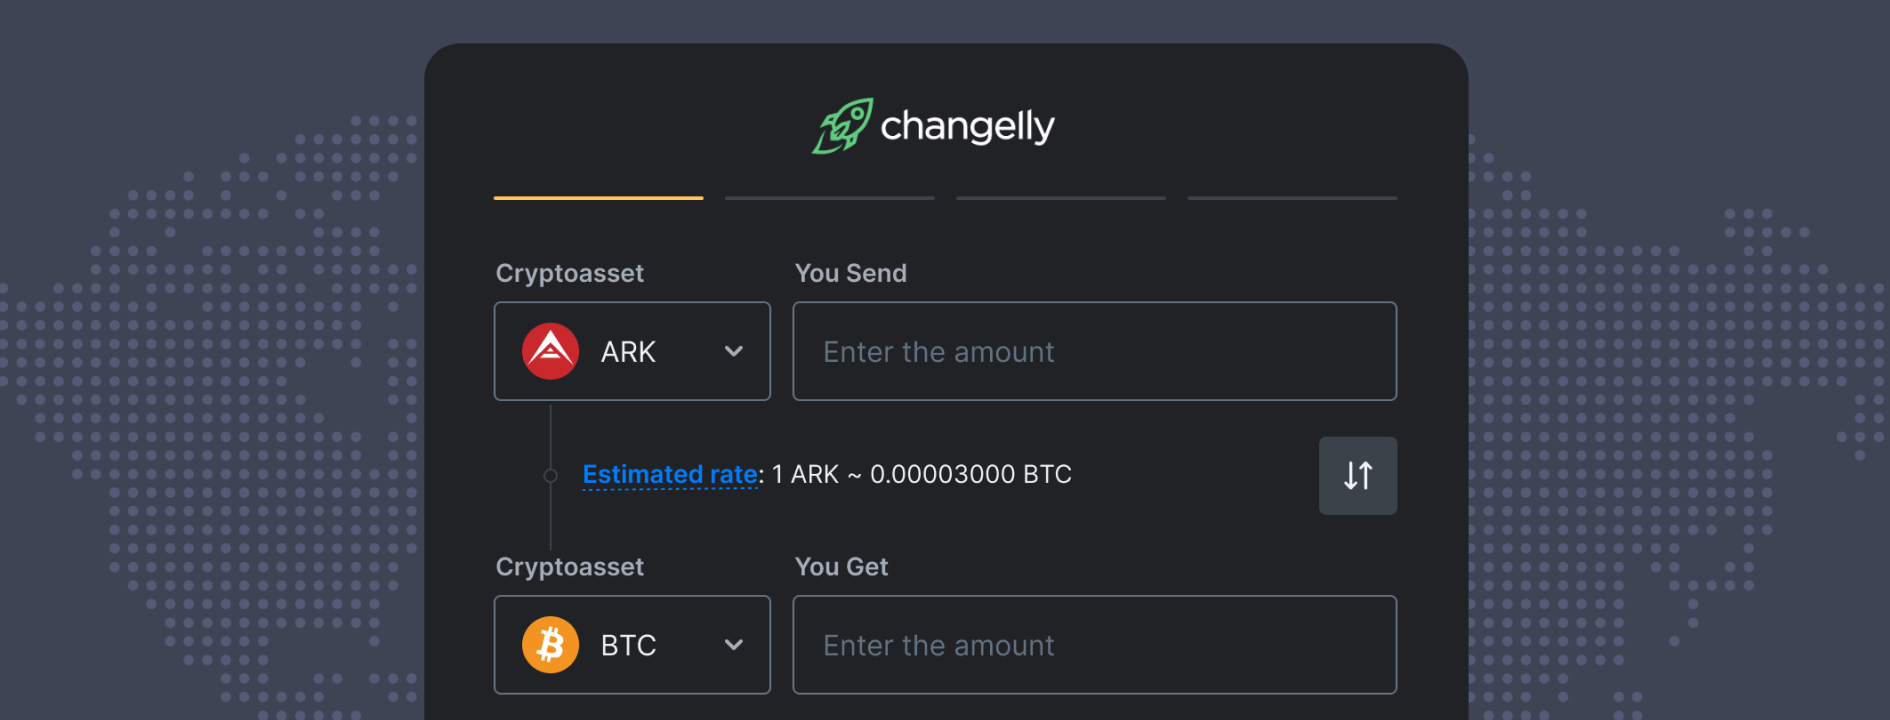 changelly
Cryptoasset
You Send
ARK
Enter the amount
Estimated rate: 1 ARK ~ 0.00003000 BTC
Cryptoasset
You Get
BTC
Enter the amount